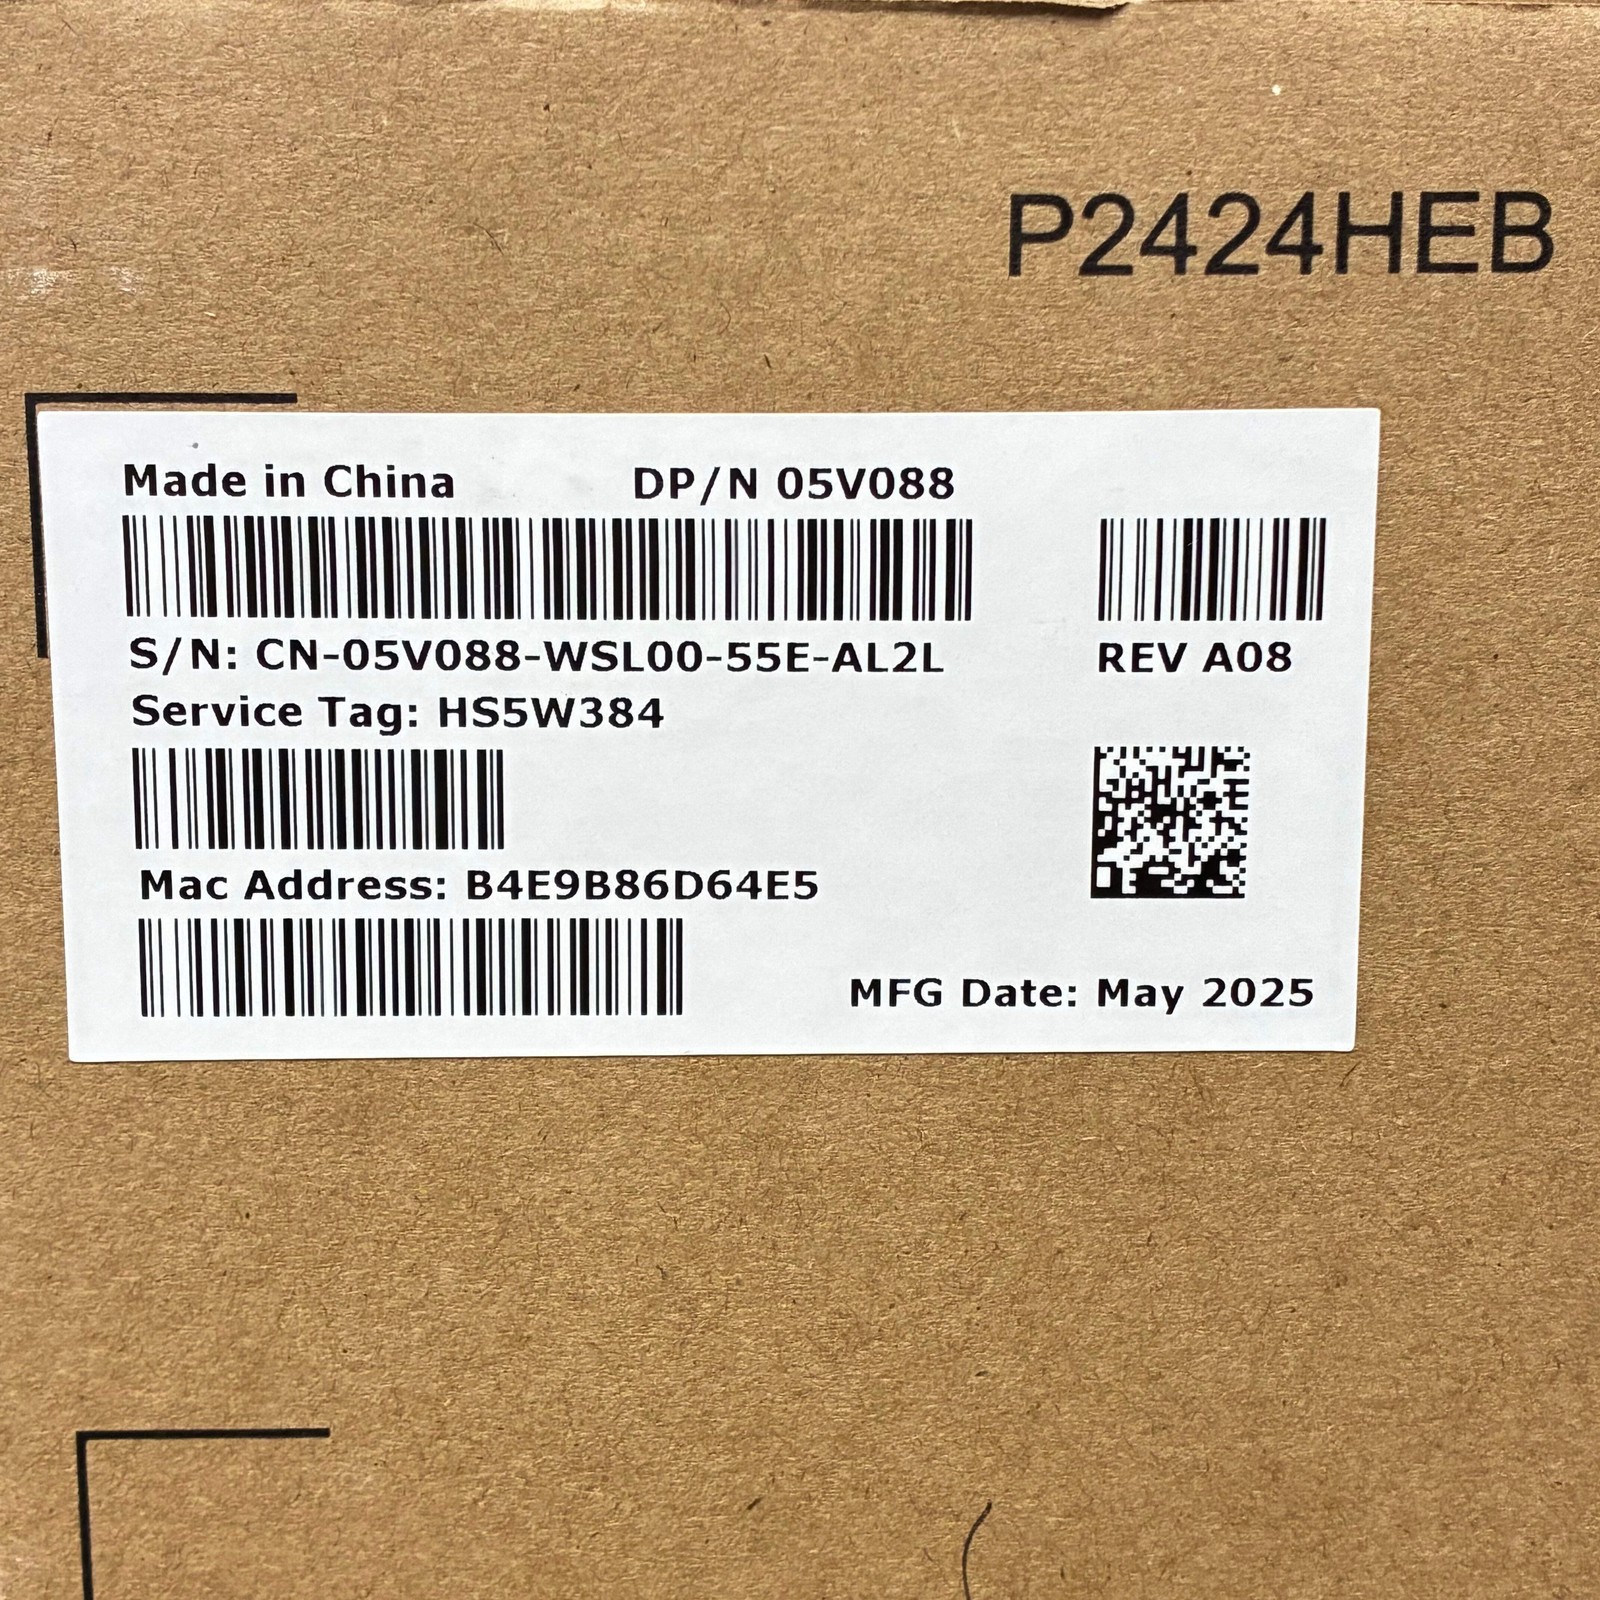 P2424HEB
Made in China DP/N 05V088
S/N: CN-05V088-WSL00-55E-AL2L REV A08
Service Tag: HS5W384
Mac Address: B4E9B86D64E5
MFG Date: May 2025